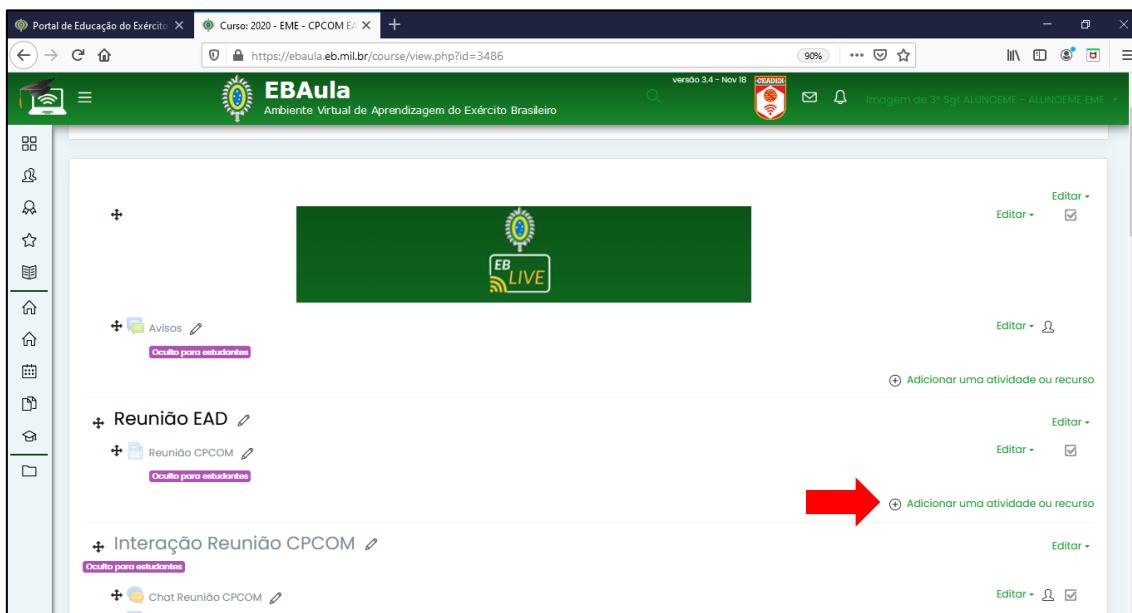 Portal de Educação do Exército
Curso: 2020 - EME - CPCOM EA
https://ebaula.eb.mil.br/course/view.php?id=3486
90%
EBAula
Ambiente Virtual de Aprendizagem do Exército Brasileiro
versão 3.4 - Nov 18
CEADEX
Imagem de 3º Sgt ALUNOEME - ALUNOEME EME
Editar
Editar
EB
LIVE
Avisos
Editar
Oculto para estudantes
Adicionar uma atividade ou recurso
Reunião EAD
Editar
Reunião CPCOM
Editar
Oculto para estudantes
Adicionar uma atividade ou recurso
Interação Reunião CPCOM
Editar
Oculto para estudantes
Chat Reunião CPCOM
Editar